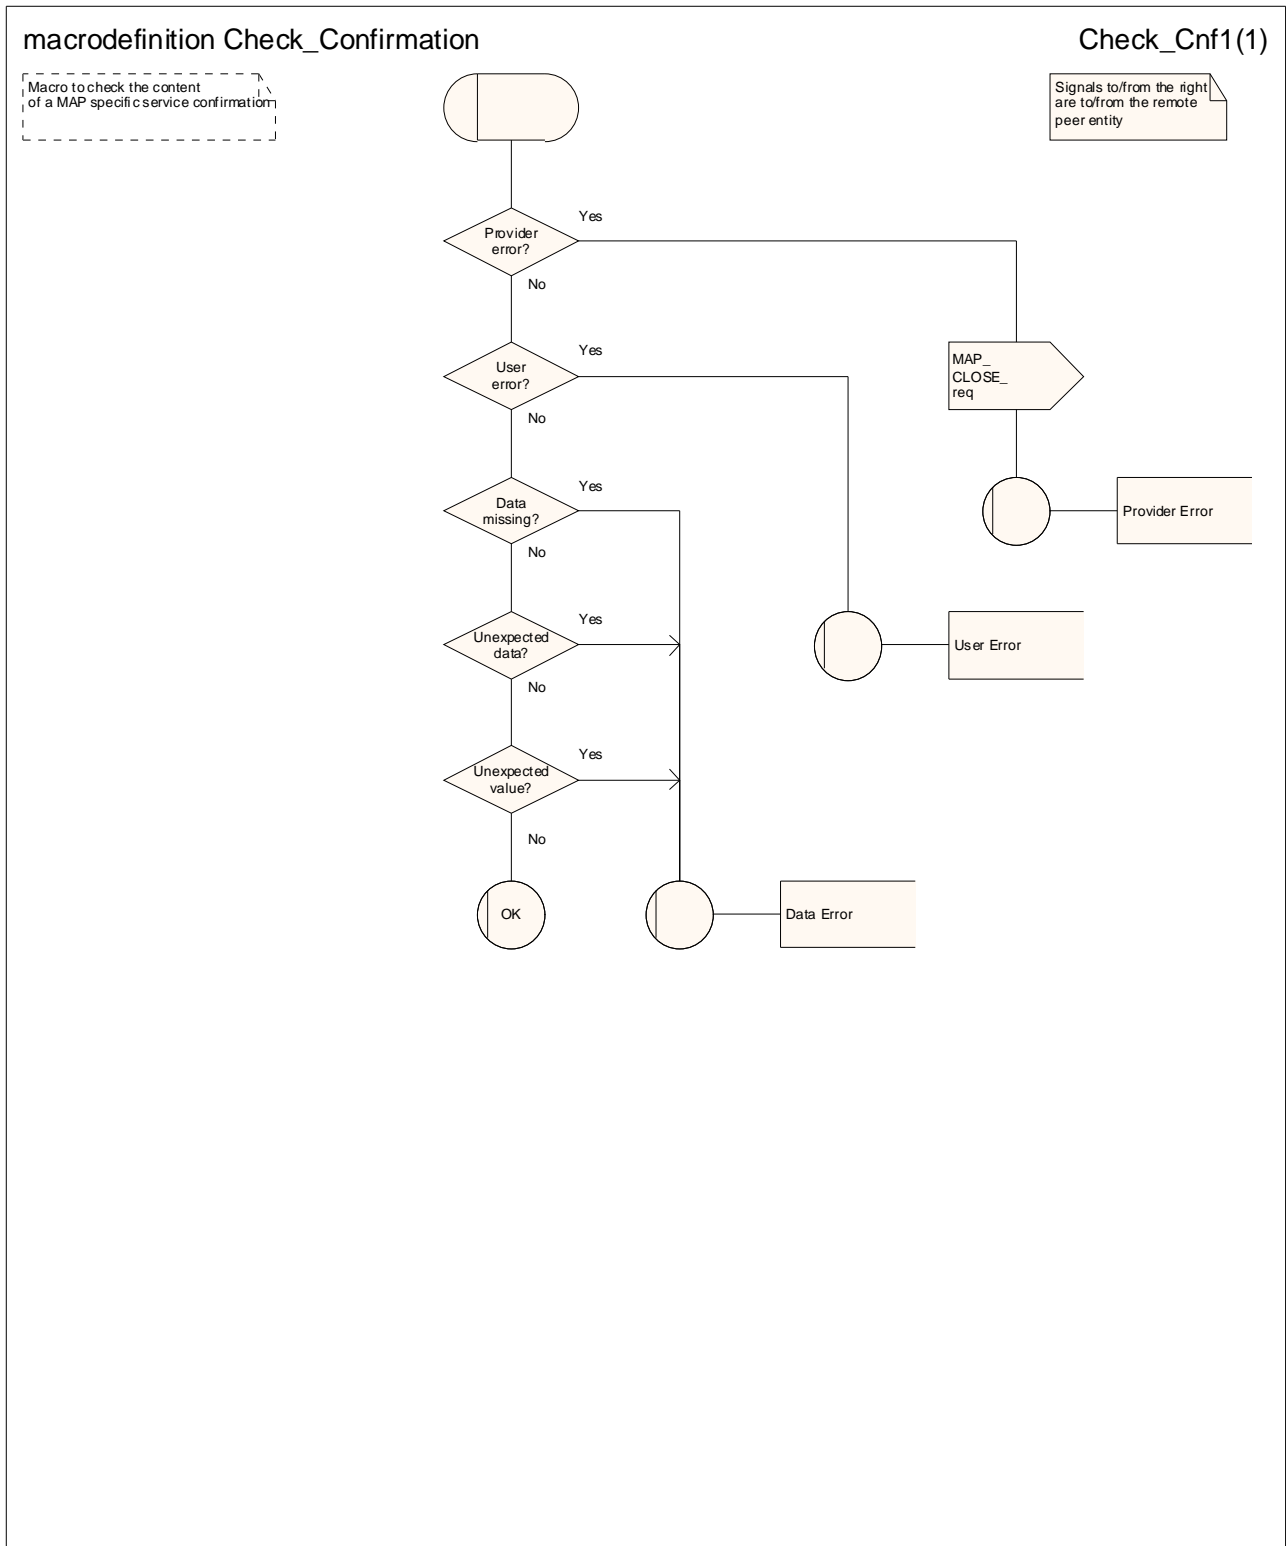 macrodefinition Check_Confirmation
Check_Cnf1(1)
Macro to check the content
of a MAP specific service confirmation
Signals to/from the right
are to/from the remote
peer entity
Provider
error?
Yes
No
User
error?
Yes
No
MAP_
CLOSE_
req
Data
missing?
Yes
No
Provider Error
Unexpected
data?
Yes
No
User Error
Unexpected
value?
Yes
No
OK
Data Error